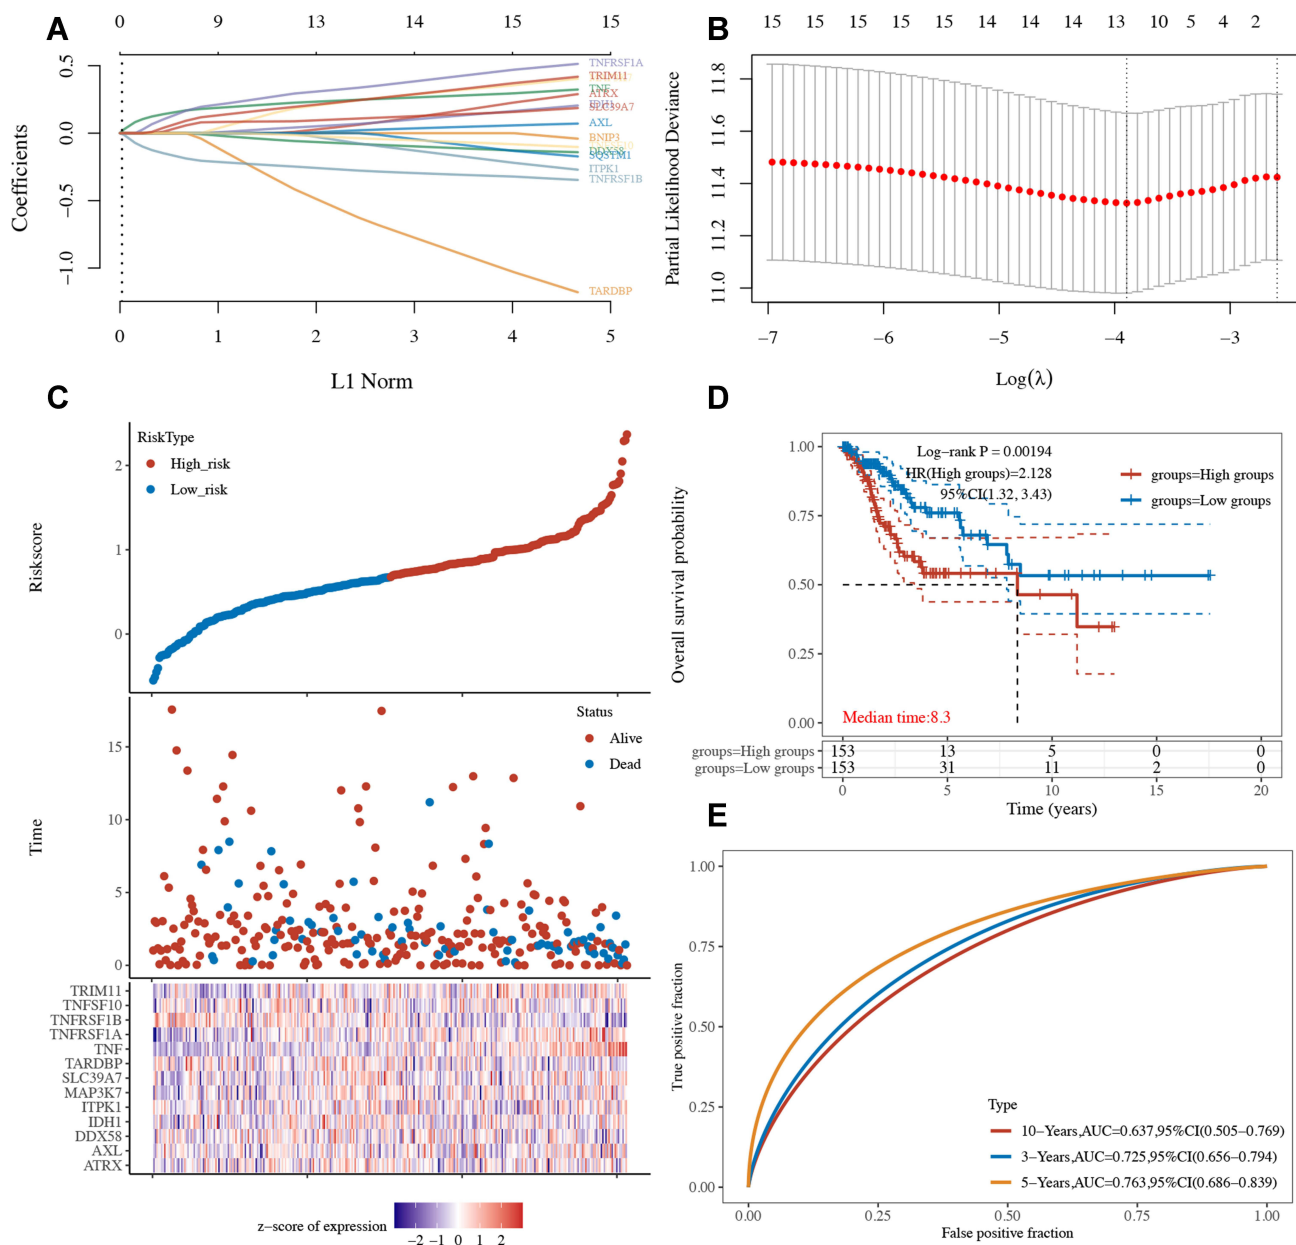 A
0 9 13 14 15 15
0.5
0.0
−0.5
−1.0
Coefficients
TNFRSF1A
TRIM11
TNF
ATRX
IDH1
SLC39A7
AXL
BNIP3
DDX58
SQSTM1
ITPK1
TNFRSF1B
TARDBP
0 1 2 3 4 5
L1 Norm
B
15 15 15 15 15 14 14 14 13 10 5 4 2
Partial Likelihood Deviance
11.8
11.6
11.4
11.2
11.0
−7 −6 −5 −4 −3
Log(λ)
C
RiskType
High_risk
Low_risk
Riskscore
2
1
0
Status
Alive
Dead
Time
15
10
5
0
TRIM11
TNFSF10
TNFRSF1B
TNFRSF1A
TNF
TARDBP
SLC39A7
MAP3K7
ITPK1
IDH1
DDX58
AXL
ATRX
z−score of expression
−2 −1 0 1 2
D
Overall survival probability
1.00
0.75
0.50
0.25
0.00
Log−rank P = 0.00194
HR(High groups)=2.128
95%CI(1.32, 3.43)
groups=High groups
groups=Low groups
Median time:8.3
groups=High groups 153 13 5 0 0
groups=Low groups 153 31 11 2 0
0 5 10 15 20
Time (years)
E
True positive fraction
1.00
0.75
0.50
0.25
0.00
Type
10−Years,AUC=0.637,95%CI(0.505−0.769)
3−Years,AUC=0.725,95%CI(0.656−0.794)
5−Years,AUC=0.763,95%CI(0.686−0.839)
0.00 0.25 0.50 0.75 1.00
False positive fraction